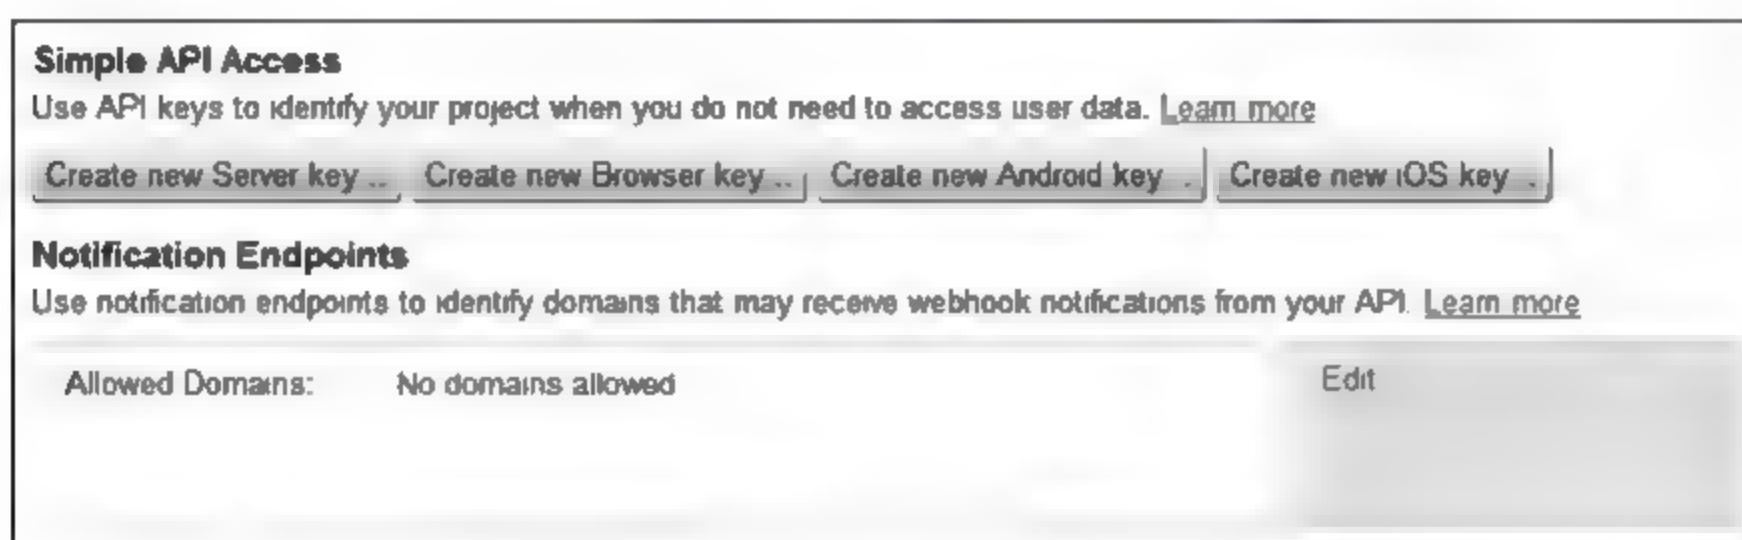 Simple API Access
Use API keys to identify your project when you do not need to access user data. Learn more
Create new Server key ... Create new Browser key ... Create new Android key ... Create new iOS key ...
Notification Endpoints
Use notification endpoints to identify domains that may receive webhook notifications from your API. Learn more
Allowed Domains: No domains allowed Edit